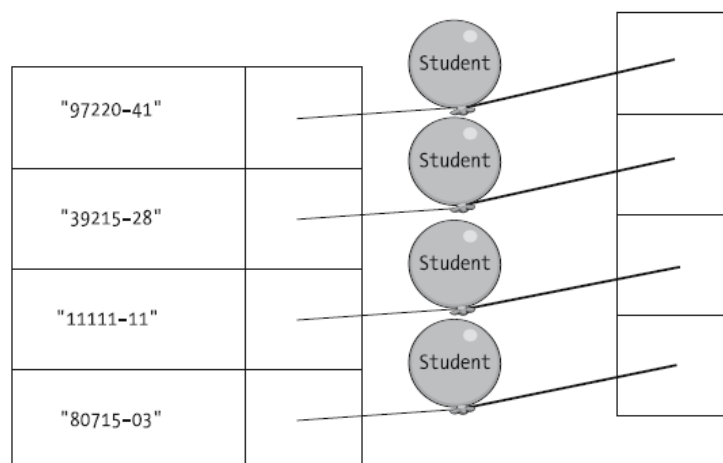 Student
"97220-41"
Student
"39215-28"
Student
"11111-11"
Student
"80715-03"